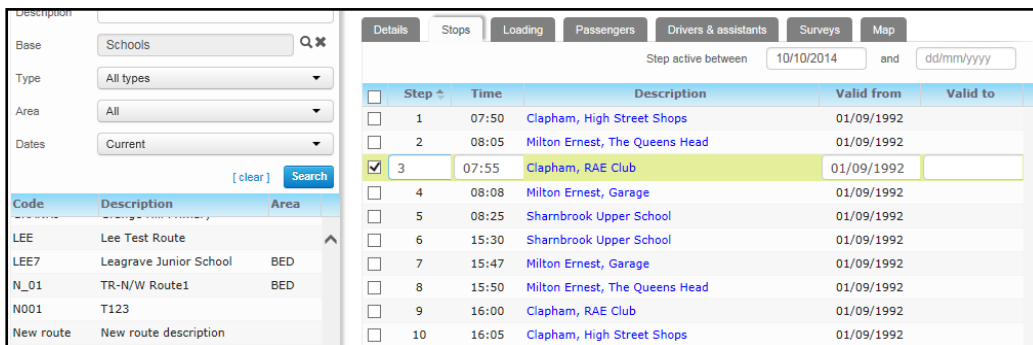 Description
Base Schools
Type All types
Area All
Dates Current
[ clear ] Search
Code Description Area
LEE Lee Test Route
LEE7 Leagrave Junior School BED
N_01 TR-N/W Route1 BED
N001 T123
New route New route description
Details Stops Loading Passengers Drivers & assistants Surveys Map
Step active between 10/10/2014 and dd/mm/yyyy
Step Time Description Valid from Valid to
1 07:50 Clapham, High Street Shops 01/09/1992
2 08:05 Milton Ernest, The Queens Head 01/09/1992
3 07:55 Clapham, RAE Club 01/09/1992
4 08:08 Milton Ernest, Garage 01/09/1992
5 08:25 Sharnbrook Upper School 01/09/1992
6 15:30 Sharnbrook Upper School 01/09/1992
7 15:47 Milton Ernest, Garage 01/09/1992
8 15:50 Milton Ernest, The Queens Head 01/09/1992
9 16:00 Clapham, RAE Club 01/09/1992
10 16:05 Clapham, High Street Shops 01/09/1992